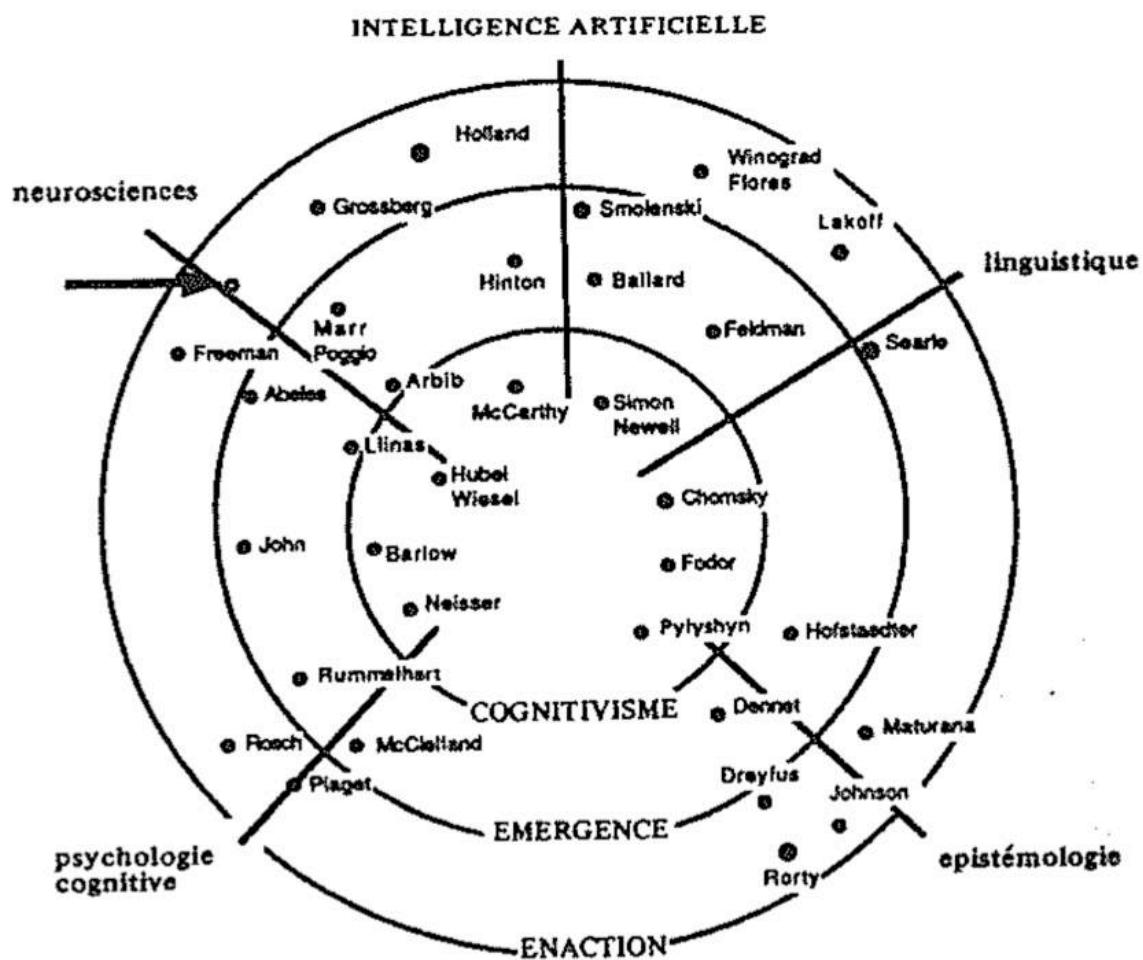 INTELLIGENCE ARTIFICIELLE
Holland
Winograd
Flores
neurosciences
Grossberg
Smolenski
Lakoff
Hinton
Ballard
linguistique
Marr
Poggio
Feldman
Freeman
Searle
Abeles
Arbib
McCarthy
Simon
Newell
Llinas
Hubel
Wiesel
Chomsky
John
Barlow
Fodor
Neisser
Pylyshyn
Hofstaedter
Rummelhart
COGNITIVISME
Dennet
Rosch
McClelland
Maturana
Piaget
Dreyfus
Johnson
EMERGENCE
psychologie
cognitive
epistémologie
Rorty
ENACTION